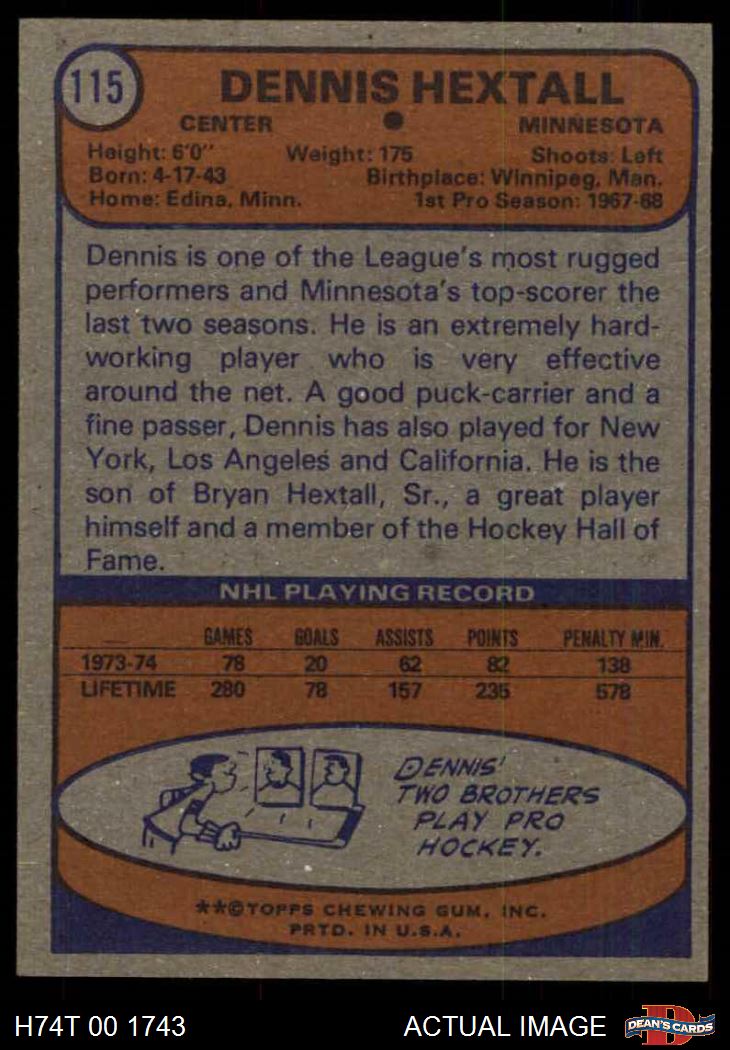 115
DENNIS HEXTALL
CENTER MINNESOTA
Height: 6'0" Weight: 175 Shoots: Left
Born: 4-17-43 Birthplace: Winnipeg, Man.
Home: Edina, Minn. 1st Pro Season: 1967-68
Dennis is one of the League's most rugged
performers and Minnesota's top-scorer the
last two seasons. He is an extremely hard-
working player who is very effective
around the net. A good puck-carrier and a
fine passer, Dennis has also played for New
York, Los Angeles and California. He is the
son of Bryan Hextall, Sr., a great player
himself and a member of the Hockey Hall of
Fame.
NHL PLAYING RECORD
GAMES GOALS ASSISTS POINTS PENALTY MIN.
1973-74 78 20 62 82 138
LIFETIME 280 78 157 235 578
DENNIS'
TWO BROTHERS
PLAY PRO
HOCKEY.
**©TOPPS CHEWING GUM, INC.
PRTD. IN U.S.A.
H74T 00 1743 ACTUAL IMAGE D DEAN'S CARDS